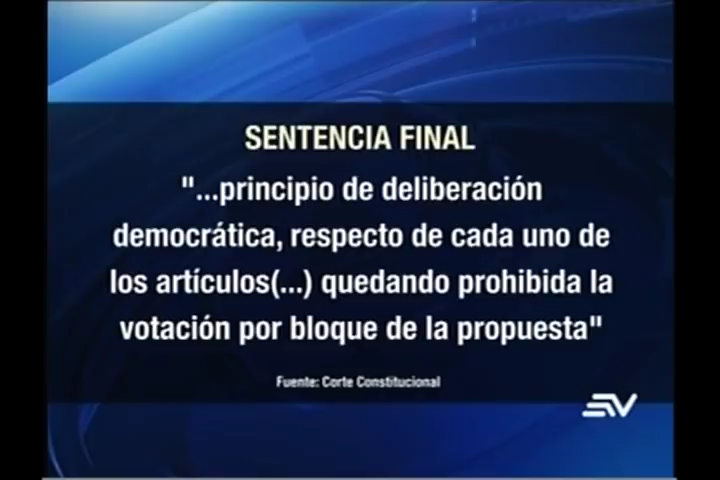 SENTENCIA FINAL
"...principio de deliberación
democrática, respecto de cada uno de
los artículos(...) quedando prohibida la
votación por bloque de la propuesta"
Fuente: Corte Constitucional